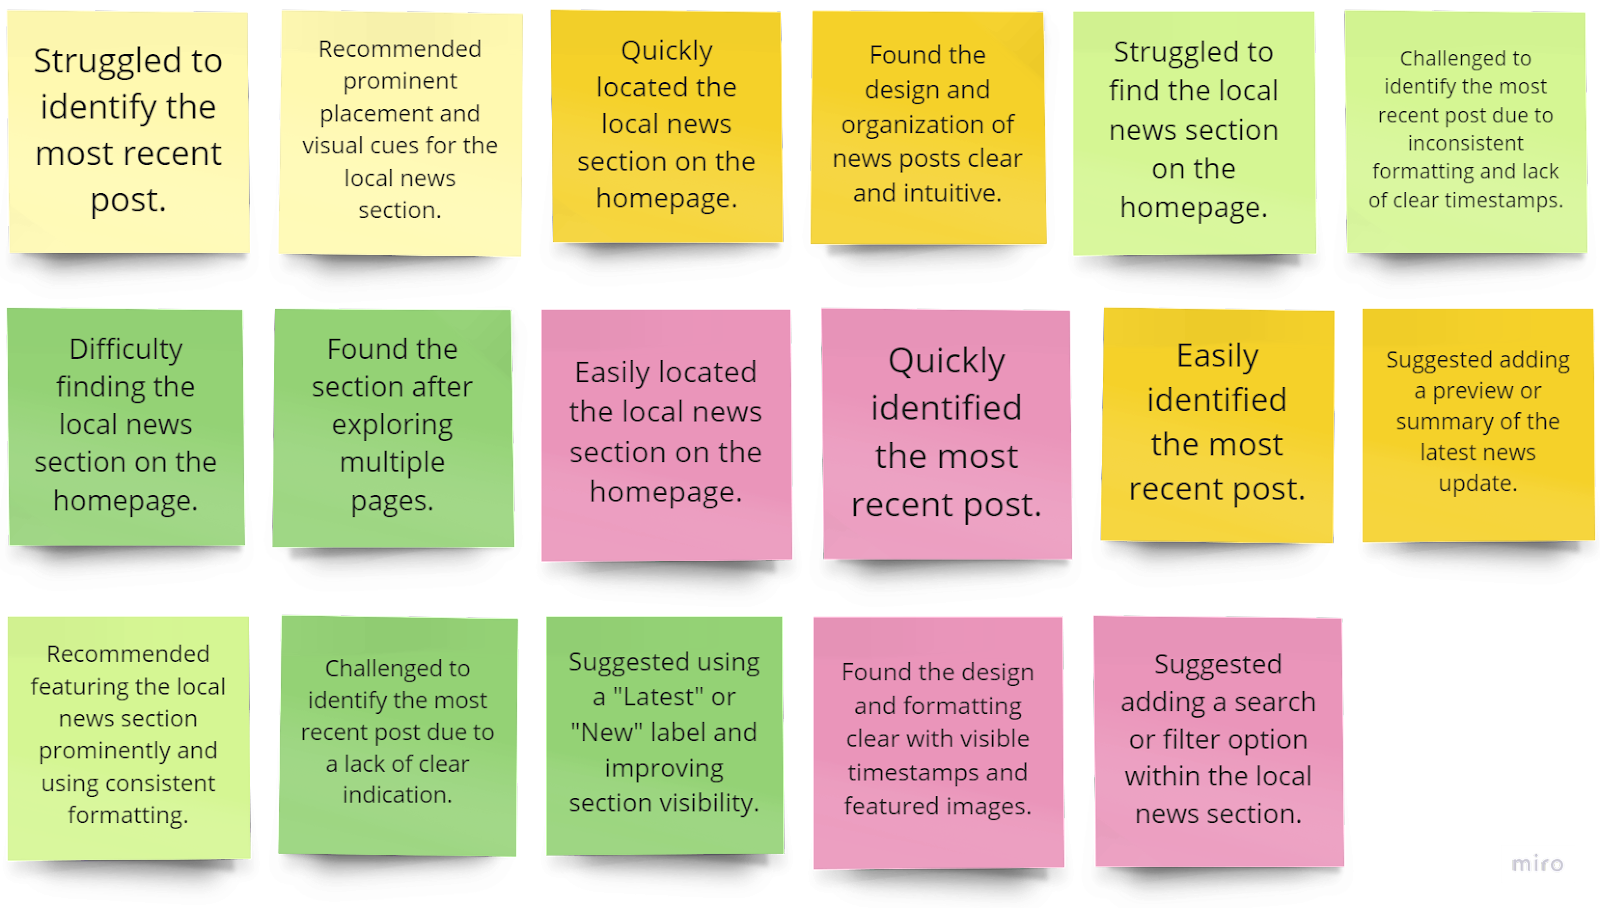 Struggled to
identify the
most recent
post.
Recommended
prominent
placement and
visual cues for the
local news
section.
Quickly
located the
local news
section on the
homepage.
Found the
design and
organization of
news posts clear
and intuitive.
Struggled to
find the local
news section
on the
homepage.
Challenged to
identify the most
recent post due to
inconsistent
formatting and lack
of clear timestamps.
Difficulty
finding the
local news
section on the
homepage.
Found the
section after
exploring
multiple
pages.
Easily located
the local news
section on the
homepage.
Quickly
identified
the most
recent post.
Easily
identified
the most
recent post.
Suggested adding
a preview or
summary of the
latest news
update.
Recommended
featuring the local
news section
prominently and
using consistent
formatting.
Challenged to
identify the most
recent post due to
a lack of clear
indication.
Suggested using
a "Latest" or
"New" label and
improving
section visibility.
Found the design
and formatting
clear with visible
timestamps and
featured images.
Suggested
adding a search
or filter option
within the local
news section.
miro